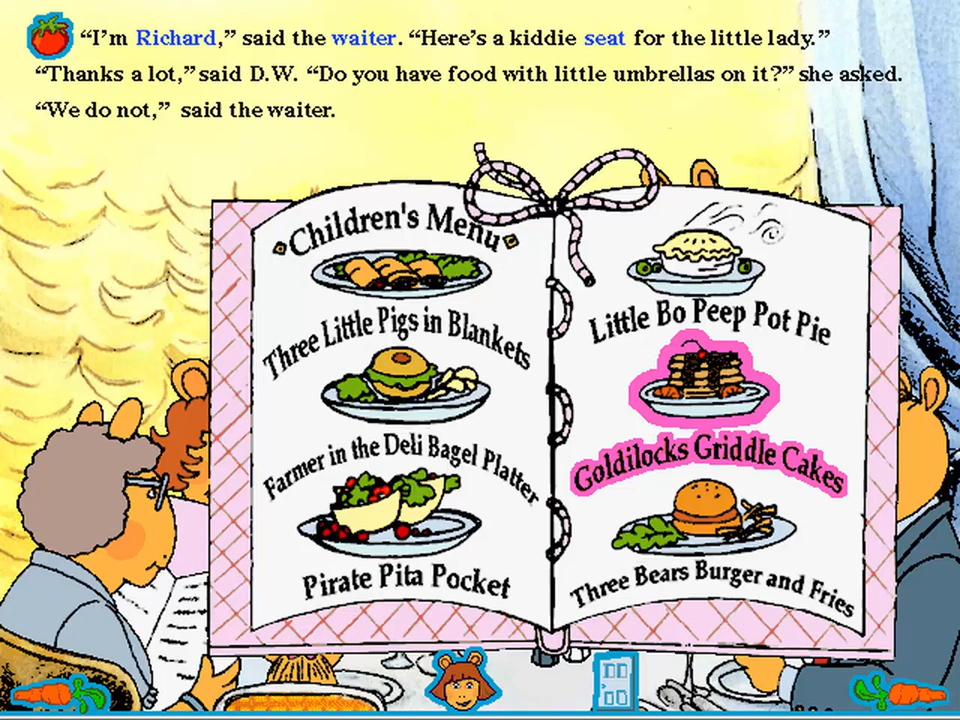 “I’m Richard,” said the waiter. “Here’s a kiddie seat for the little lady.”
“Thanks a lot,” said D.W. “Do you have food with little umbrellas on it?” she asked.
“We do not,” said the waiter.
Children's Menu
Three Little Pigs in Blankets
Farmer in the Deli Bagel Platter
Pirate Pita Pocket
Little Bo Peep Pot Pie
Goldilocks Griddle Cakes
Three Bears Burger and Fries